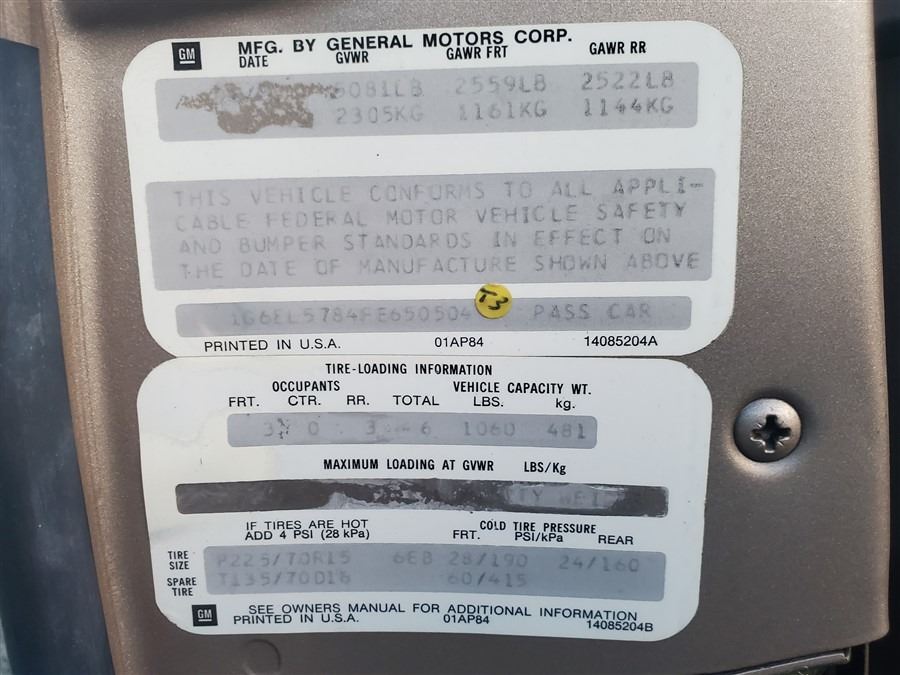 GM MFG. BY GENERAL MOTORS CORP.
DATE GVWR GAWR FRT GAWR RR
5081LB 2559LB 2522LB
2305KG 1161KG 1144KG
THIS VEHICLE CONFORMS TO ALL APPLI-
CABLE FEDERAL MOTOR VEHICLE SAFETY
AND BUMPER STANDARDS IN EFFECT ON
THE DATE OF MANUFACTURE SHOWN ABOVE
T3
PASS CAR
PRINTED IN U.S.A. 01AP84 14085204A
TIRE-LOADING INFORMATION
OCCUPANTS VEHICLE CAPACITY WT.
FRT. CTR. RR. TOTAL LBS. kg.
3 0 3 6 1060 481
MAXIMUM LOADING AT GVWR LBS/Kg
IF TIRES ARE HOT COLD TIRE PRESSURE
ADD 4 PSI (28 kPa) FRT. PSI/kPa REAR
TIRE SIZE P225/70R15 28/190 24/160
SPARE TIRE T135/70D16 60/415
GM SEE OWNERS MANUAL FOR ADDITIONAL INFORMATION
PRINTED IN U.S.A. 01AP84 14085204B